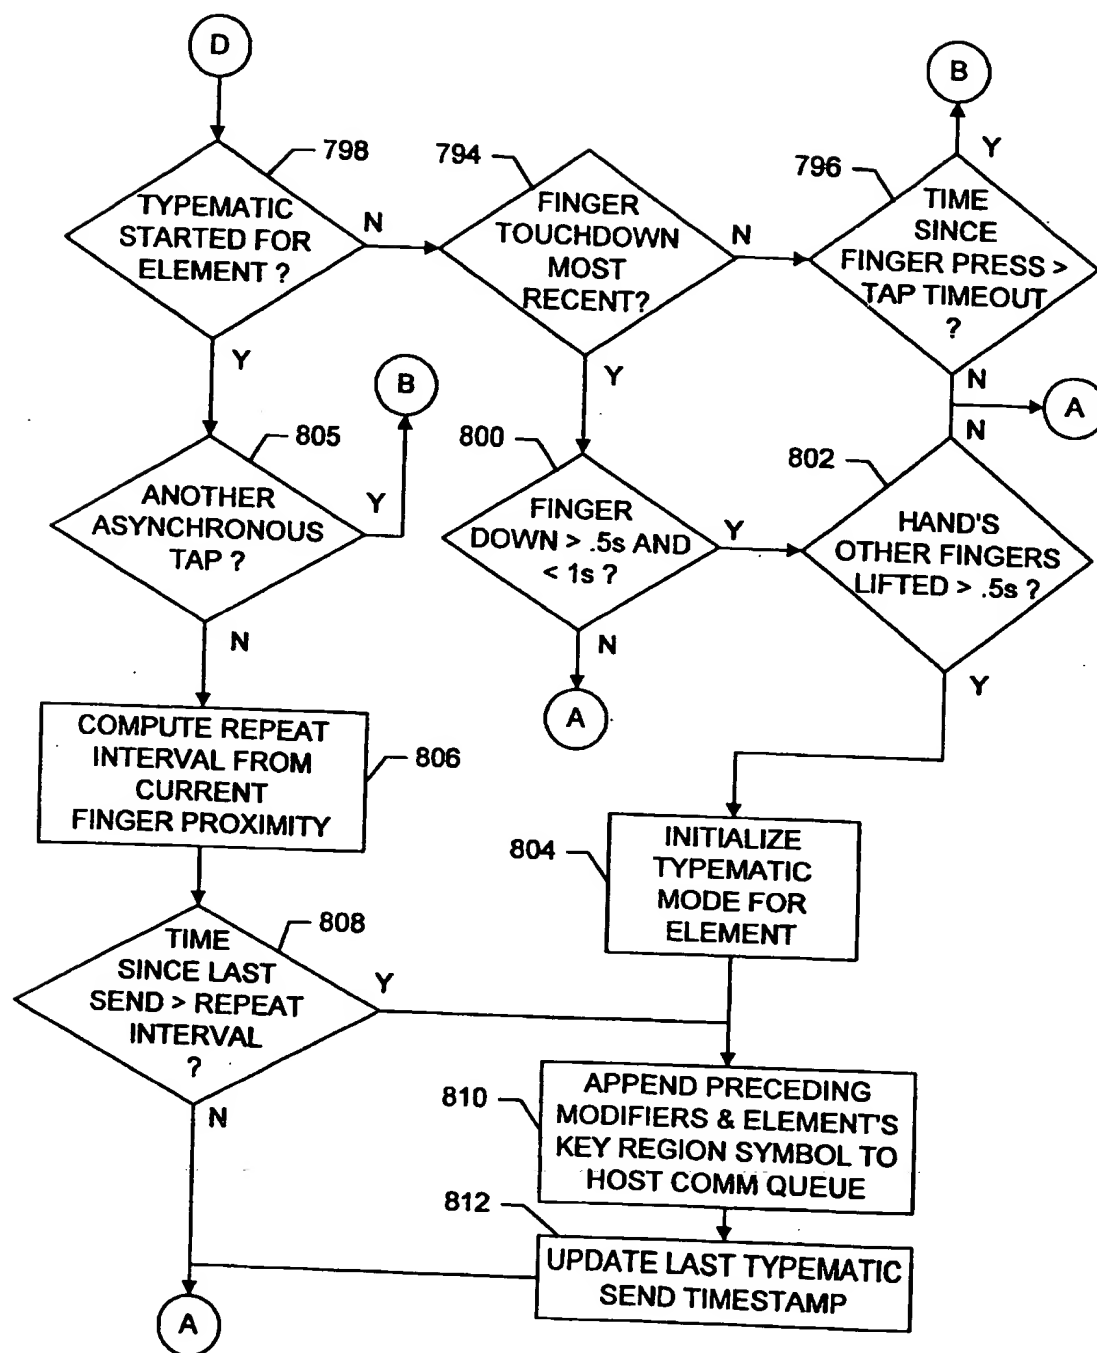 D
B
798
794
796
Y
TYPEMATIC
STARTED FOR
ELEMENT ?
N
FINGER
TOUCHDOWN
MOST
RECENT?
N
TIME
SINCE
FINGER PRESS >
TAP TIMEOUT
?
Y
B
Y
N
A
805
800
802
N
ANOTHER
ASYNCHRONOUS
TAP ?
Y
FINGER
DOWN > .5s AND
< 1s ?
Y
HAND'S
OTHER FINGERS
LIFTED > .5s ?
N
N
Y
A
COMPUTE REPEAT
INTERVAL FROM
CURRENT
FINGER PROXIMITY
806
804
INITIALIZE
TYPEMATIC
MODE FOR
ELEMENT
808
TIME
SINCE LAST
SEND > REPEAT
INTERVAL
?
Y
N
810
APPEND PRECEDING
MODIFIERS & ELEMENT'S
KEY REGION SYMBOL TO
HOST COMM QUEUE
812
UPDATE LAST TYPEMATIC
SEND TIMESTAMP
A